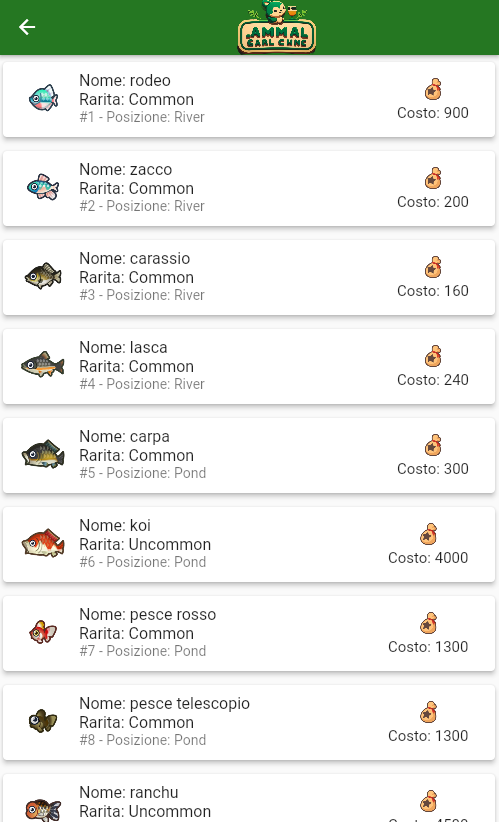 AMMAL
EARL CUNE
Nome: rodeo
Rarita: Common
#1 - Posizione: River
Costo: 900
Nome: zacco
Rarita: Common
#2 - Posizione: River
Costo: 200
Nome: carassio
Rarita: Common
#3 - Posizione: River
Costo: 160
Nome: lasca
Rarita: Common
#4 - Posizione: River
Costo: 240
Nome: carpa
Rarita: Common
#5 - Posizione: Pond
Costo: 300
Nome: koi
Rarita: Uncommon
#6 - Posizione: Pond
Costo: 4000
Nome: pesce rosso
Rarita: Common
#7 - Posizione: Pond
Costo: 1300
Nome: pesce telescopio
Rarita: Common
#8 - Posizione: Pond
Costo: 1300
Nome: ranchu
Rarita: Uncommon